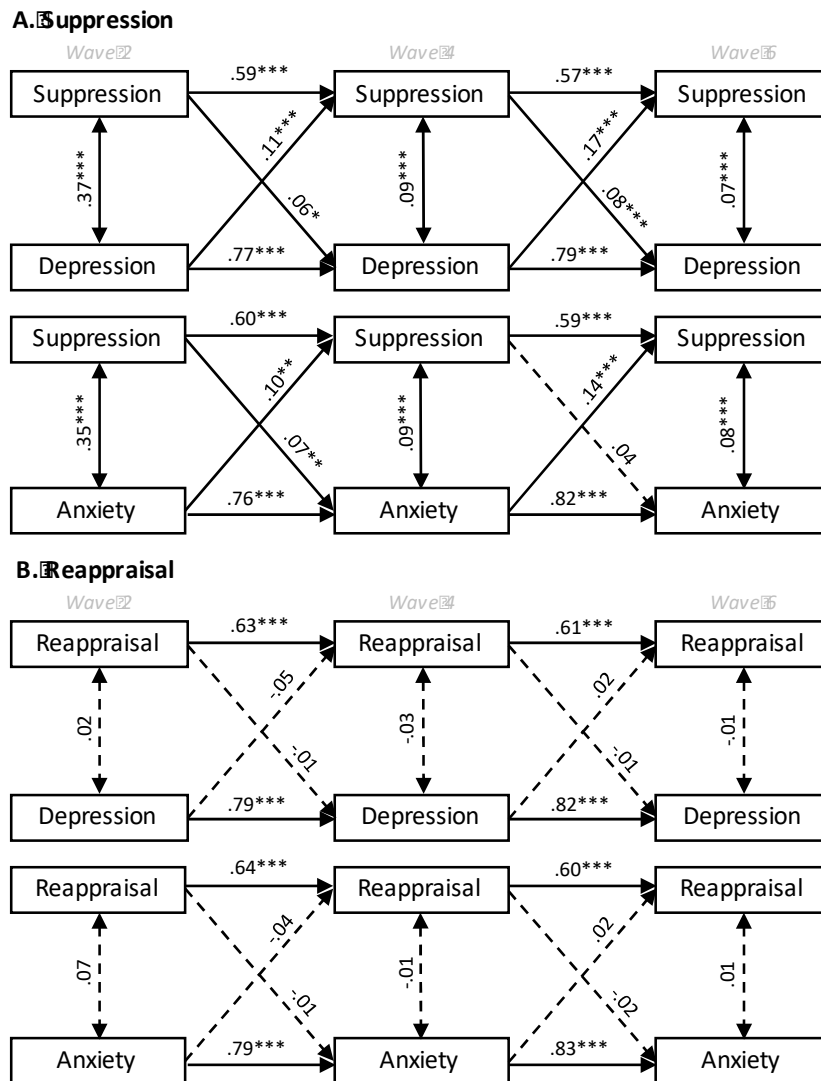 A. Suppression
Wave 2 Wave 4 Wave 6
.59*** .57***
Suppression Suppression Suppression
.37*** .11*** .06* .09*** .17*** .08*** .07***
.77*** .79***
Depression Depression Depression
.60*** .59***
Suppression Suppression Suppression
.35*** .10** .07** .09*** .14*** .04 .08***
.76*** .82***
Anxiety Anxiety Anxiety
B. Reappraisal
Wave 2 Wave 4 Wave 6
.63*** .61***
Reappraisal Reappraisal Reappraisal
.02 -.05 -.01 -.03 .02 -.01 -.01
.79*** .82***
Depression Depression Depression
.64*** .60***
Reappraisal Reappraisal Reappraisal
.07 -.04 -.01 -.01 .02 -.02 .01
.79*** .83***
Anxiety Anxiety Anxiety